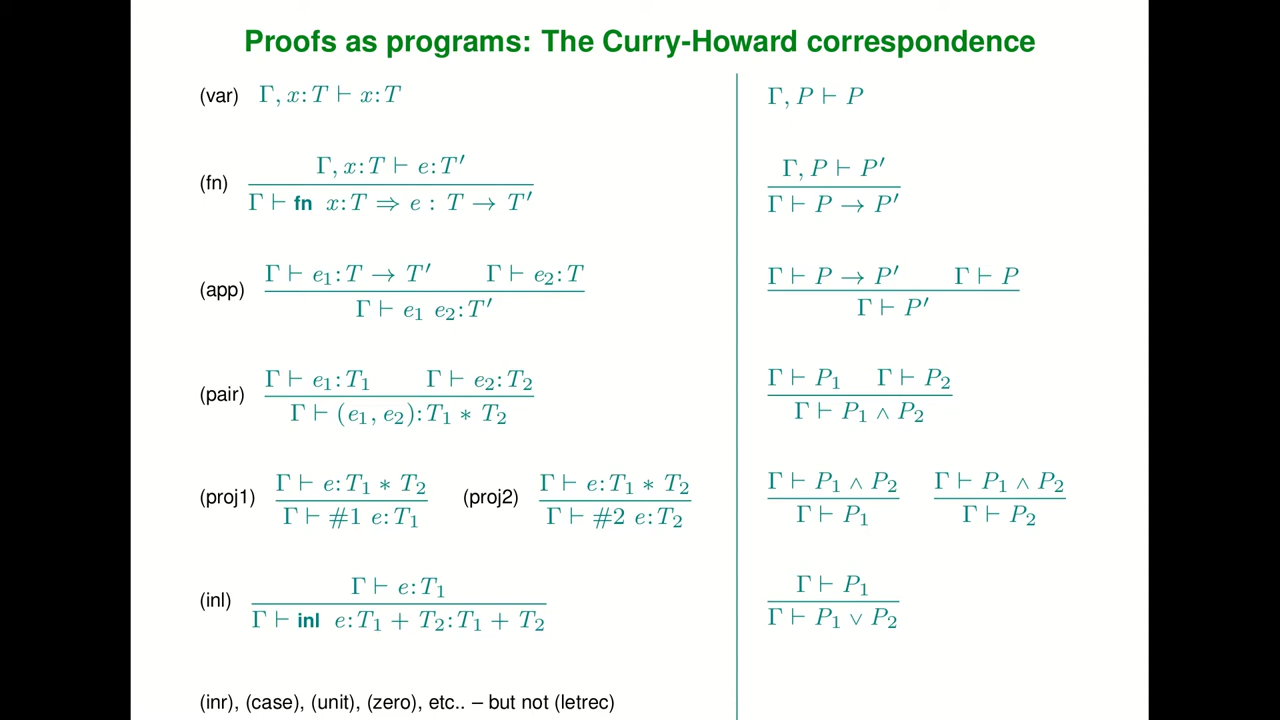 Proofs as programs: The Curry-Howard correspondence
(var) Γ, x:T ⊢ x:T Γ, P ⊢ P
Γ, x:T ⊢ e:T′ Γ, P ⊢ P′
(fn) Γ ⊢ fn x:T ⇒ e : T → T′ Γ ⊢ P → P′
Γ ⊢ e₁:T → T′ Γ ⊢ e₂:T Γ ⊢ P → P′ Γ ⊢ P
(app) Γ ⊢ e₁ e₂:T′ Γ ⊢ P′
Γ ⊢ e₁:T₁ Γ ⊢ e₂:T₂ Γ ⊢ P₁ Γ ⊢ P₂
(pair) Γ ⊢ (e₁, e₂):T₁ * T₂ Γ ⊢ P₁ ∧ P₂
Γ ⊢ e:T₁ * T₂ Γ ⊢ e:T₁ * T₂ Γ ⊢ P₁ ∧ P₂ Γ ⊢ P₁ ∧ P₂
(proj1) Γ ⊢ #1 e:T₁ (proj2) Γ ⊢ #2 e:T₂ Γ ⊢ P₁ Γ ⊢ P₂
Γ ⊢ e:T₁ Γ ⊢ P₁
(inl) Γ ⊢ inl e:T₁ + T₂:T₁ + T₂ Γ ⊢ P₁ ∨ P₂
(inr), (case), (unit), (zero), etc.. – but not (letrec)